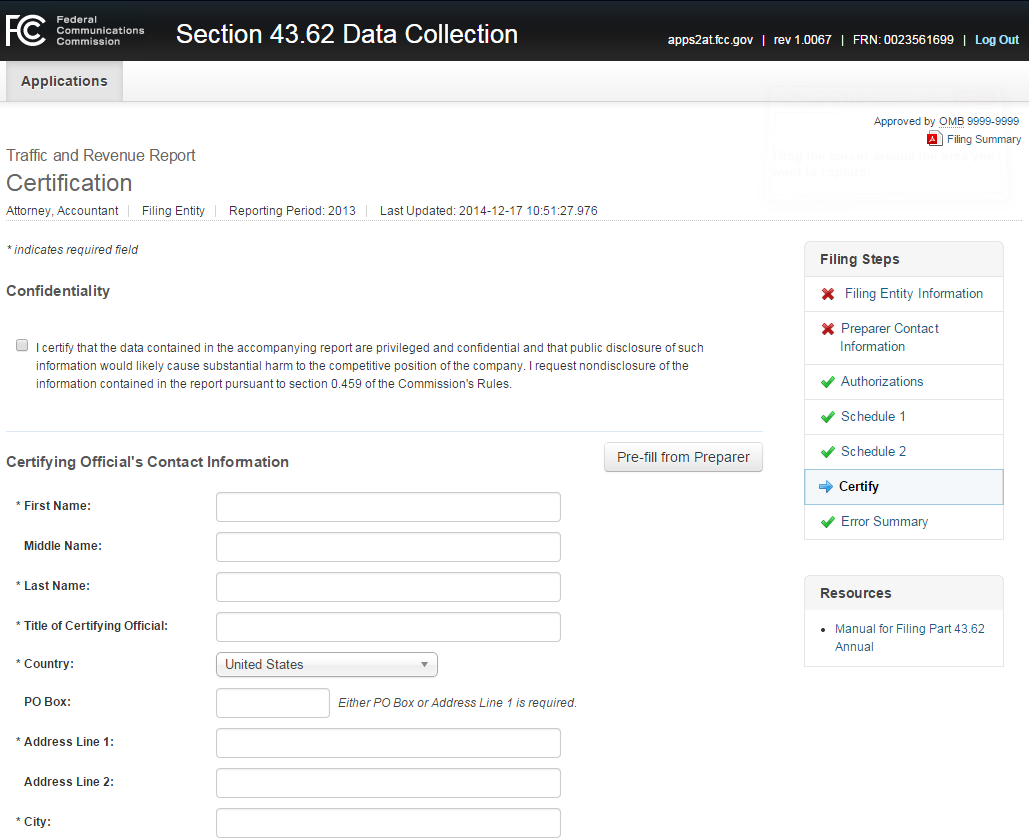 FCC
Federal
Communications
Commission
Section 43.62 Data Collection
apps2at.fcc.gov | rev 1.0067 | FRN: 0023561699 | Log Out
Applications
Approved by OMB 9999-9999
Filing Summary
Traffic and Revenue Report
Certification
Attorney, Accountant | Filing Entity | Reporting Period: 2013 | Last Updated: 2014-12-17 10:51:27.976
* indicates required field
Confidentiality
I certify that the data contained in the accompanying report are privileged and confidential and that public disclosure of such
information would likely cause substantial harm to the competitive position of the company. I request nondisclosure of the
information contained in the report pursuant to section 0.459 of the Commission's Rules.
Certifying Official's Contact Information
Pre-fill from Preparer
* First Name:
Middle Name:
* Last Name:
* Title of Certifying Official:
* Country:
United States
PO Box:
Either PO Box or Address Line 1 is required.
* Address Line 1:
Address Line 2:
* City:
Filing Steps
Filing Entity Information
Preparer Contact
Information
Authorizations
Schedule 1
Schedule 2
Certify
Error Summary
Resources
• Manual for Filing Part 43.62
Annual